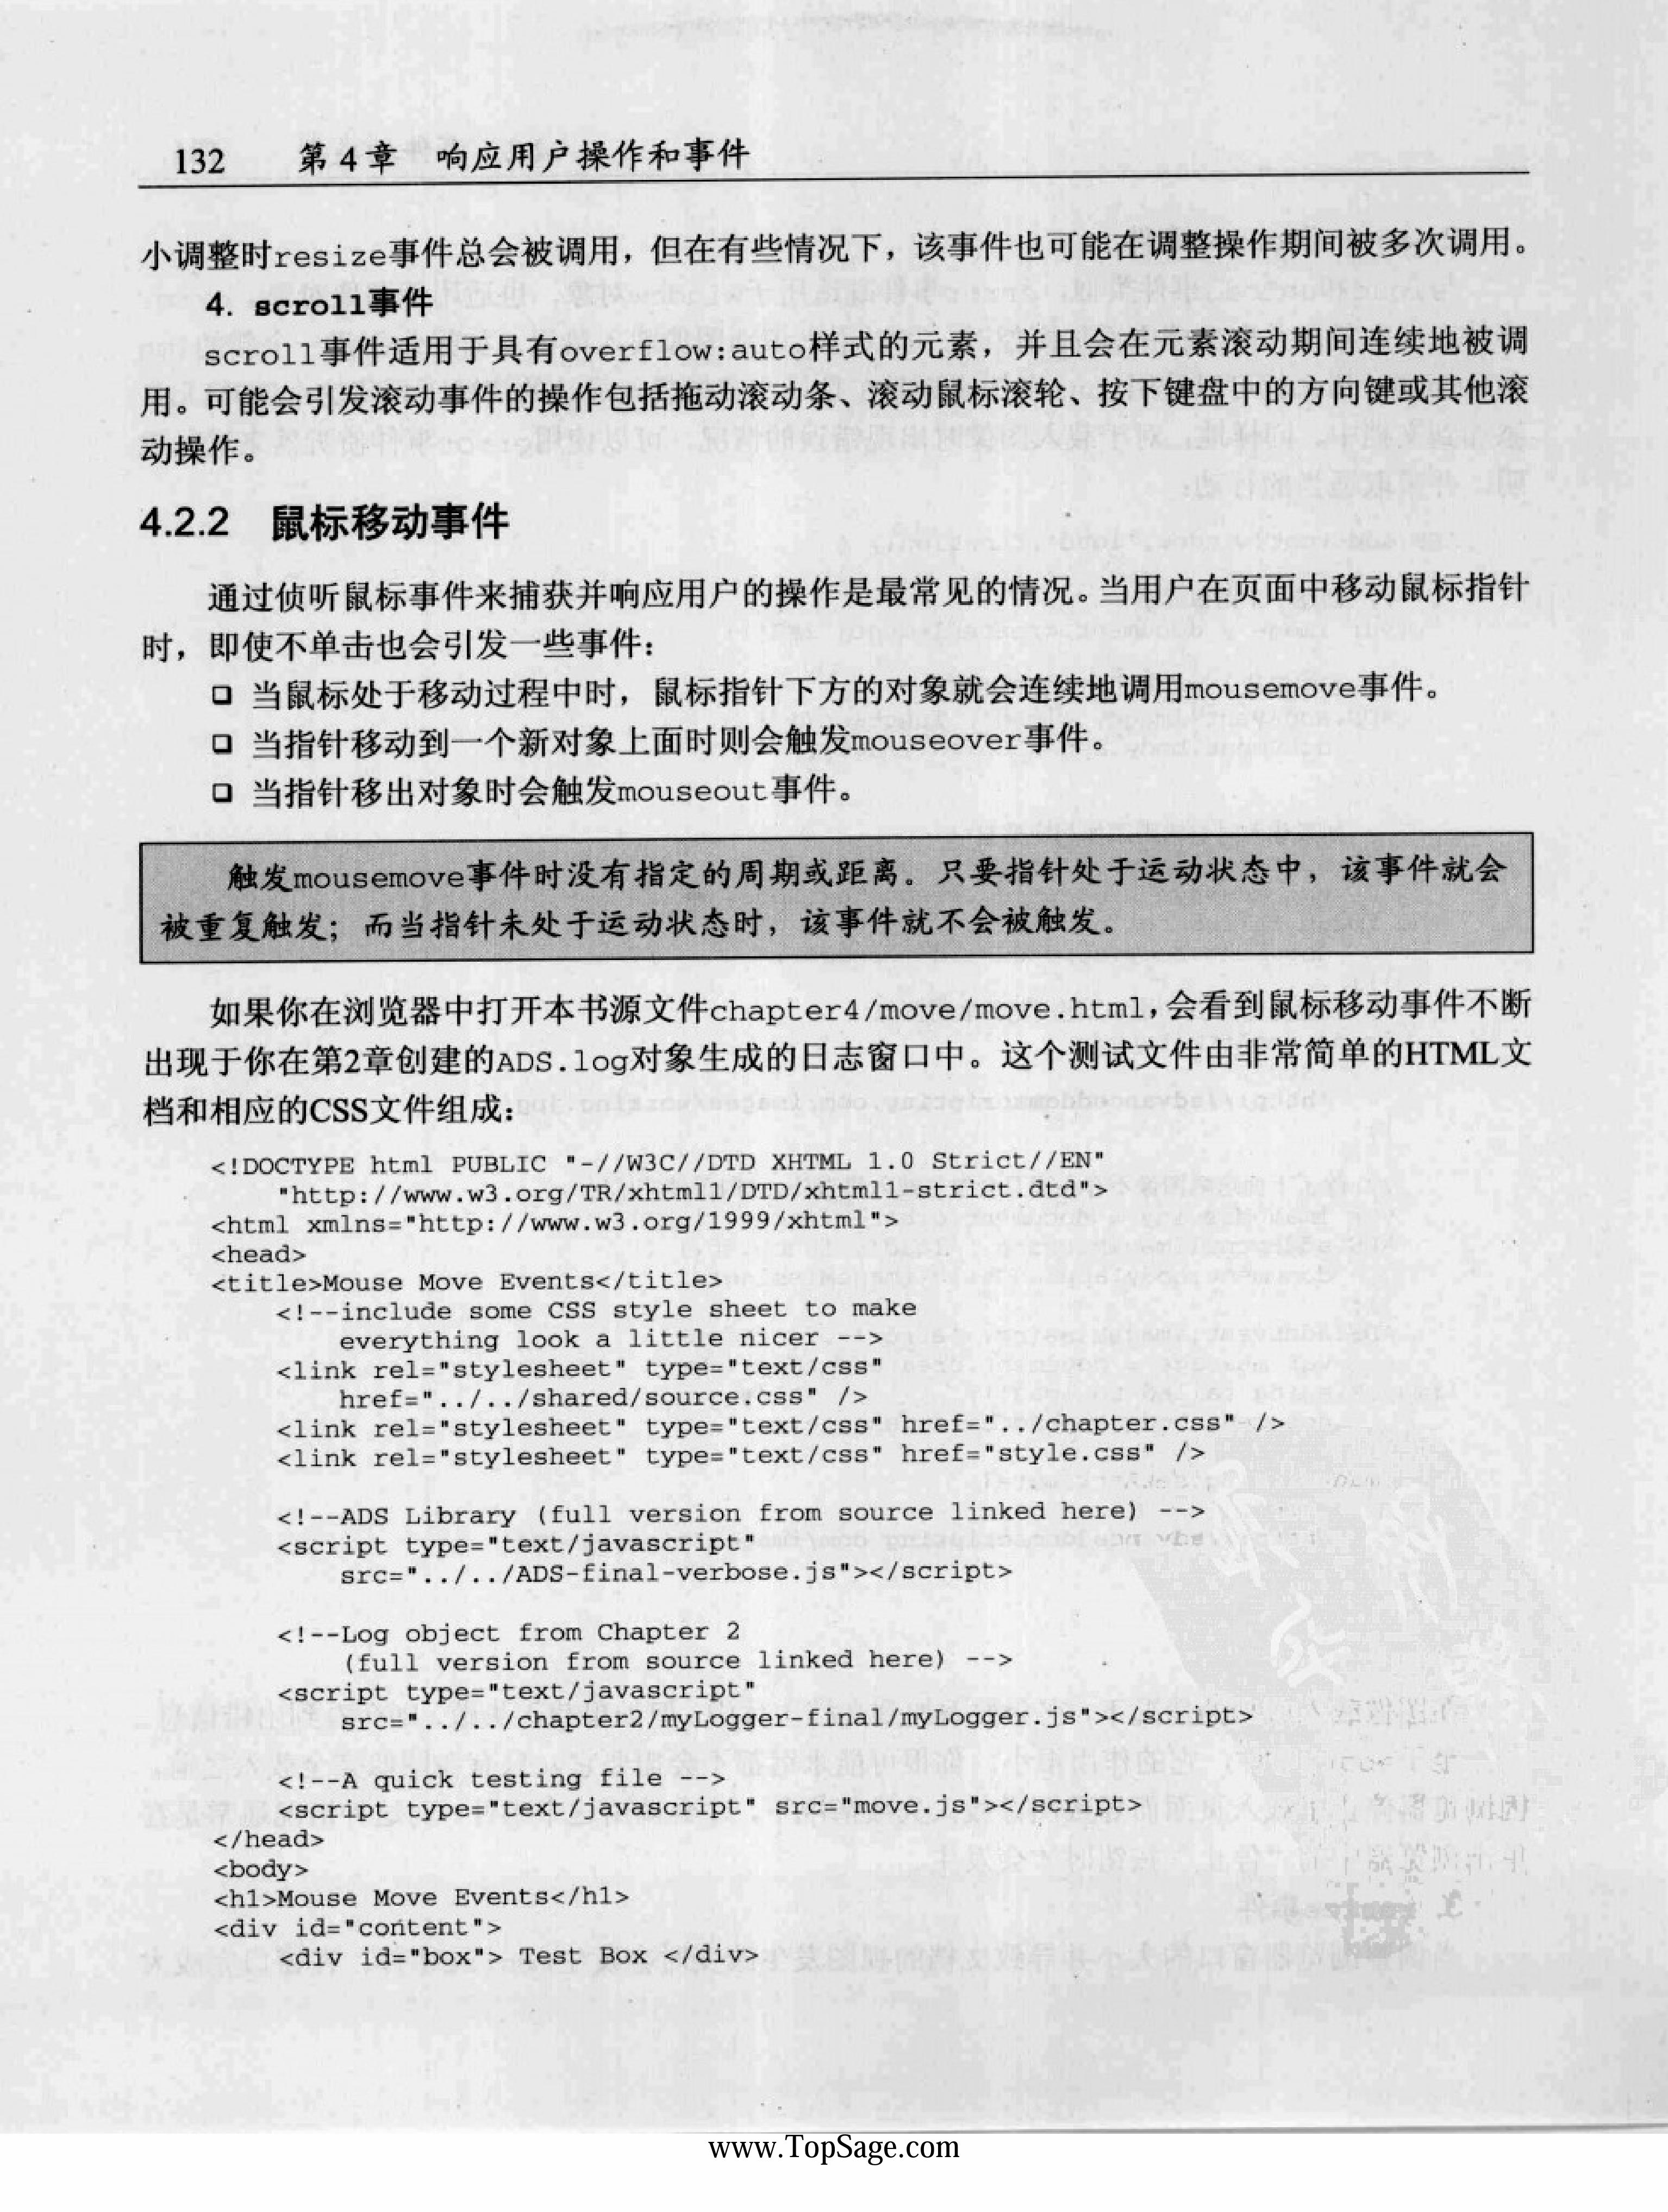 132 第4章 响应用户操作和事件
小调整时resize事件总会被调用，但在有些情况下，该事件也可能在调整操作期间被多次调用。
4. scroll事件
scroll事件适用于具有overflow:auto样式的元素，并且会在元素滚动期间连续地被调
用。可能会引发滚动事件的操作包括拖动滚动条、滚动鼠标滚轮、按下键盘中的方向键或其他滚
动操作。
4.2.2 鼠标移动事件
通过侦听鼠标事件来捕获并响应用户的操作是最常见的情况。当用户在页面中移动鼠标指针
时，即使不单击也会引发一些事件：
❑ 当鼠标处于移动过程中时，鼠标指针下方的对象就会连续地调用mousemove事件。
❑ 当指针移动到一个新对象上面时则会触发mouseover事件。
❑ 当指针移出对象时会触发mouseout事件。
触发mousemove事件时没有指定的周期或距离。只要指针处于运动状态中，该事件就会
被重复触发；而当指针未处于运动状态时，该事件就不会被触发。
如果你在浏览器中打开本书源文件chapter4/move/move.html，会看到鼠标移动事件不断
出现于你在第2章创建的ADS.log对象生成的日志窗口中。这个测试文件由非常简单的HTML文
档和相应的CSS文件组成：
<!DOCTYPE html PUBLIC "-//W3C//DTD XHTML 1.0 Strict//EN"
"http://www.w3.org/TR/xhtml1/DTD/xhtml1-strict.dtd">
<html xmlns="http://www.w3.org/1999/xhtml">
<head>
<title>Mouse Move Events</title>
<!--include some CSS style sheet to make
everything look a little nicer -->
<link rel="stylesheet" type="text/css"
href="../../shared/source.css" />
<link rel="stylesheet" type="text/css" href="../chapter.css" />
<link rel="stylesheet" type="text/css" href="style.css" />
<!--ADS Library (full version from source linked here) -->
<script type="text/javascript"
src="../../ADS-final-verbose.js"></script>
<!--Log object from Chapter 2
(full version from source linked here) -->
<script type="text/javascript"
src="../../chapter2/myLogger-final/myLogger.js"></script>
<!--A quick testing file -->
<script type="text/javascript" src="move.js"></script>
</head>
<body>
<h1>Mouse Move Events</h1>
<div id="content">
<div id="box"> Test Box </div>
www.TopSage.com